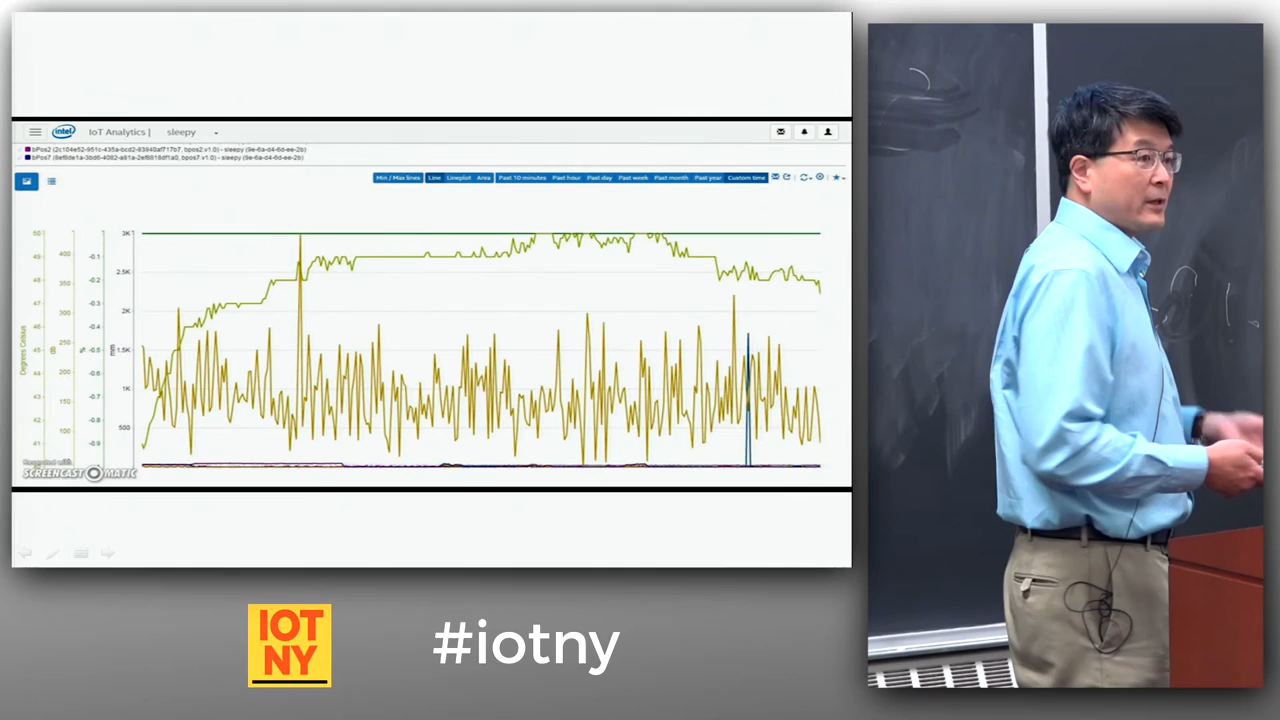 intel IoT Analytics | sleepy
bPos2 (2c104e52-951c-435a-bcd2-83940aff17b7, bpos2.v1.0) - sleepy (9e-6a-d4-6d-ee-2b)
bPos7 (8ef8de1a-3bd6-4082-a81a-2ef8818df1a0, bpos7.v1.0) - sleepy (9e-6a-d4-6d-ee-2b)
Min / Max lines Line Lineplot Area Past 10 minutes Past hour Past day Past week Past month Past year Custom time
50 3K
49 400 -0.1
48 350 -0.2 2.5K
47 -0.3
46 300 -0.4 2K
45 250 -0.5 1.5K
44 200 -0.6
43 150 -0.7 1K
42 -0.8
41 100 -0.9 500
Degrees Celsius
%
mm
Recorded with
SCREENCAST-O-MATIC
IOT
NY
#iotny